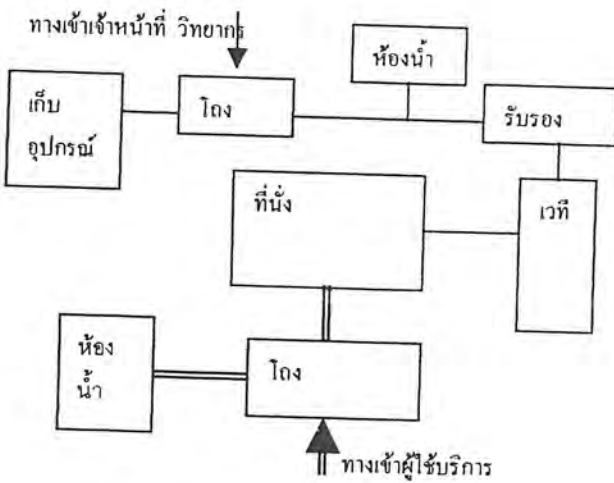 ทางเข้าเจ้าหน้าที่ วิทยากร
ห้องน้ำ
เก็บ
อุปกรณ์
โถง
รับรอง
ที่นั่ง
เวที
ห้อง
น้ำ
โถง
ทางเข้าผู้ใช้บริการ